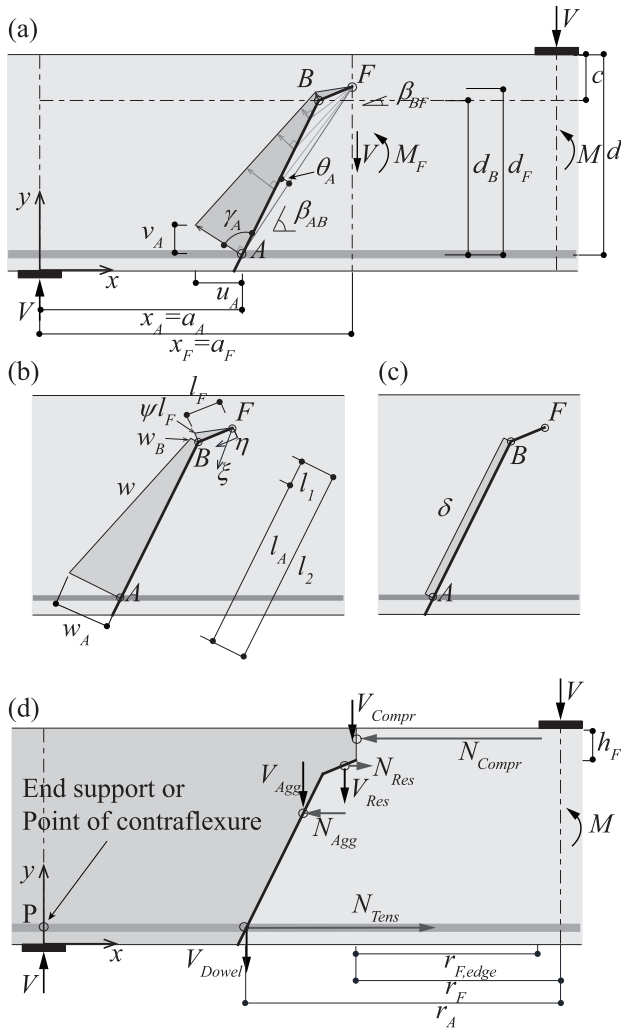 (a)
V
B
F
c
β_BF
θ_A
V
M_F
d_B
d_F
M
d
y
v_A
γ_A
A
β_AB
x
u_A
V
x_A=a_A
x_F=a_F
(b)
(c)
l_F
ψl_F
F
w_B
B
η
ξ
w
l_1
l_A
l_2
A
w_A
F
B
δ
A
(d)
V
V_Compr
N_Compr
h_F
V_Agg
N_Res
V_Res
End support or
Point of contraflexure
N_Agg
M
y
P
N_Tens
x
V
V_Dowel
r_F,edge
r_F
r_A